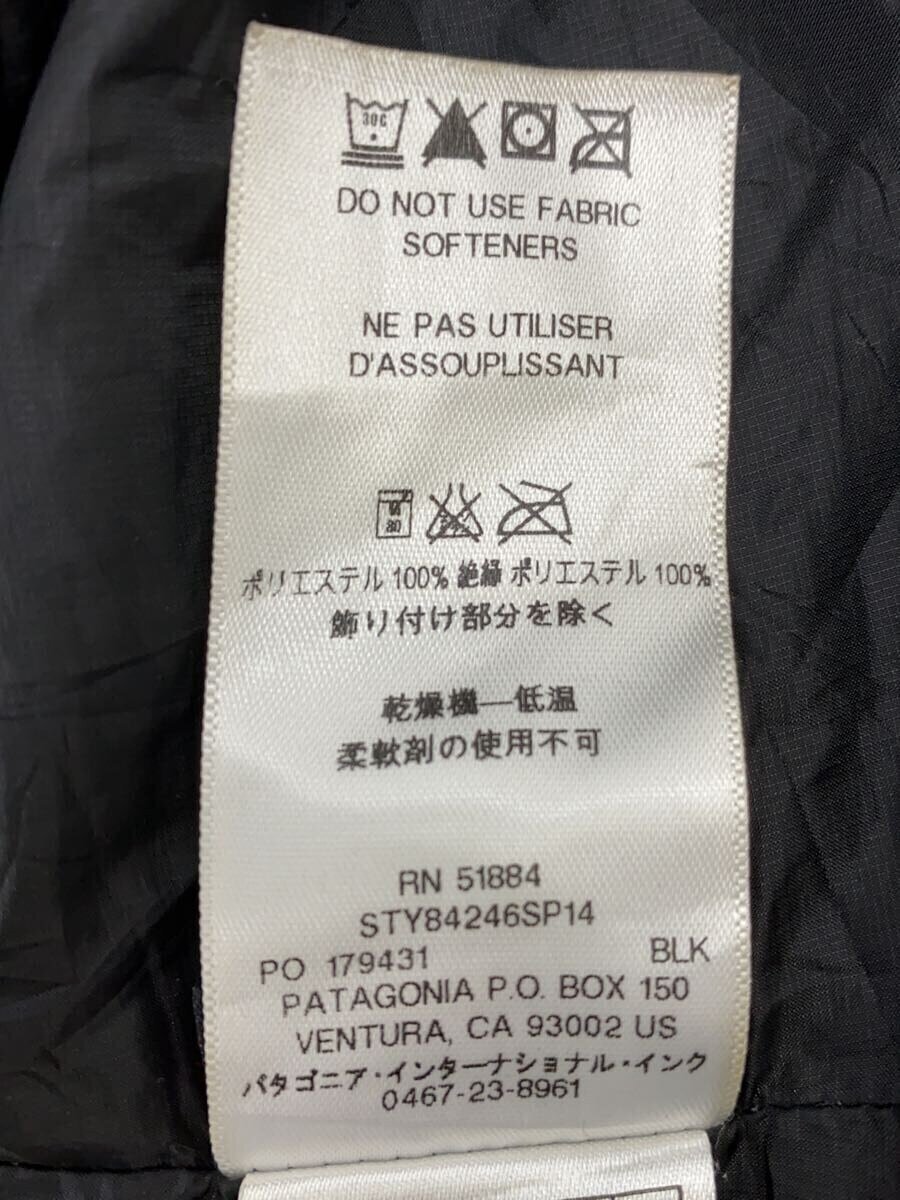 30C
DO NOT USE FABRIC
SOFTENERS
NE PAS UTILISER
D'ASSOUPLISSANT
ポリエステル 100% 絶縁 ポリエステル 100%
飾り付け部分を除く
乾燥機—低温
柔軟剤の使用不可
RN 51884
STY84246SP14
PO 179431 BLK
PATAGONIA P.O. BOX 150
VENTURA, CA 93002 US
パタゴニア・インターナショナル・インク
0467-23-8961